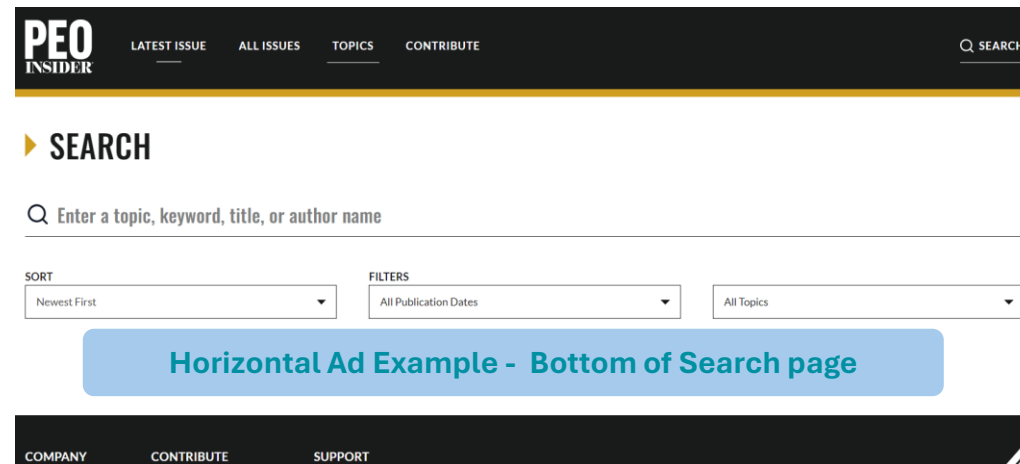 PEO
INSIDER
LATEST ISSUE ALL ISSUES TOPICS CONTRIBUTE
SEARCH
SEARCH
Enter a topic, keyword, title, or author name
SORT FILTERS
Newest First All Publication Dates All Topics
Horizontal Ad Example - Bottom of Search page
COMPANY CONTRIBUTE SUPPORT